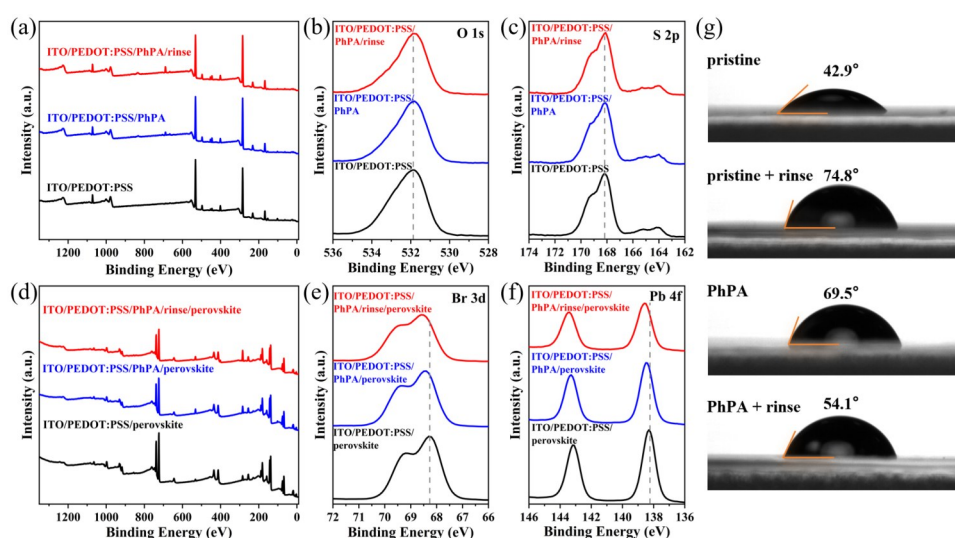 (a)
ITO/PEDOT:PSS/PhPA/rinse
ITO/PEDOT:PSS/PhPA
ITO/PEDOT:PSS
Intensity (a.u.)
1200 1000 800 600 400 200 0
Binding Energy (eV)
(b)
O 1s
ITO/PEDOT:PSS/
PhPA/rinse
ITO/PEDOT:PSS/
PhPA
ITO/PEDOT:PSS
Intensity (a.u.)
536 534 532 530 528
Binding Energy (eV)
(c)
S 2p
ITO/PEDOT:PSS/
PhPA/rinse
ITO/PEDOT:PSS/
PhPA
ITO/PEDOT:PSS
Intensity (a.u.)
174 172 170 168 166 164 162
Binding Energy (eV)
(d)
ITO/PEDOT:PSS/PhPA/rinse/perovskite
ITO/PEDOT:PSS/PhPA/perovskite
ITO/PEDOT:PSS/perovskite
Intensity (a.u.)
1200 1000 800 600 400 200 0
Binding Energy (eV)
(e)
Br 3d
ITO/PEDOT:PSS/
PhPA/rinse/perovskite
ITO/PEDOT:PSS/
PhPA/perovskite
ITO/PEDOT:PSS/
perovskite
Intensity (a.u.)
72 71 70 69 68 67 66
Binding Energy (eV)
(f)
Pb 4f
ITO/PEDOT:PSS/
PhPA/rinse/perovskite
ITO/PEDOT:PSS/
PhPA/perovskite
ITO/PEDOT:PSS/
perovskite
Intensity (a.u.)
146 144 142 140 138 136
Binding Energy (eV)
(g)
pristine
42.9°
pristine + rinse
74.8°
PhPA
69.5°
PhPA + rinse
54.1°